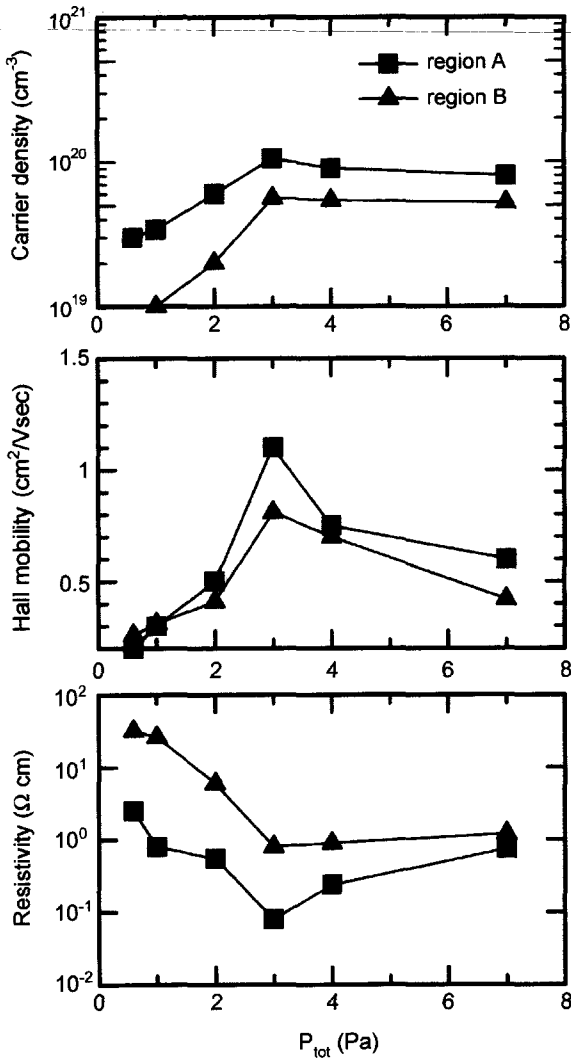 10²¹
10²⁰
10¹⁹
Carrier density (cm⁻³)
region A
region B
0 2 4 6 8
1.5
1
0.5
Hall mobility (cm²/Vsec)
0 2 4 6 8
10²
10¹
10⁰
10⁻¹
10⁻²
Resistivity (Ω cm)
0 2 4 6 8
Pₜₒₜ (Pa)